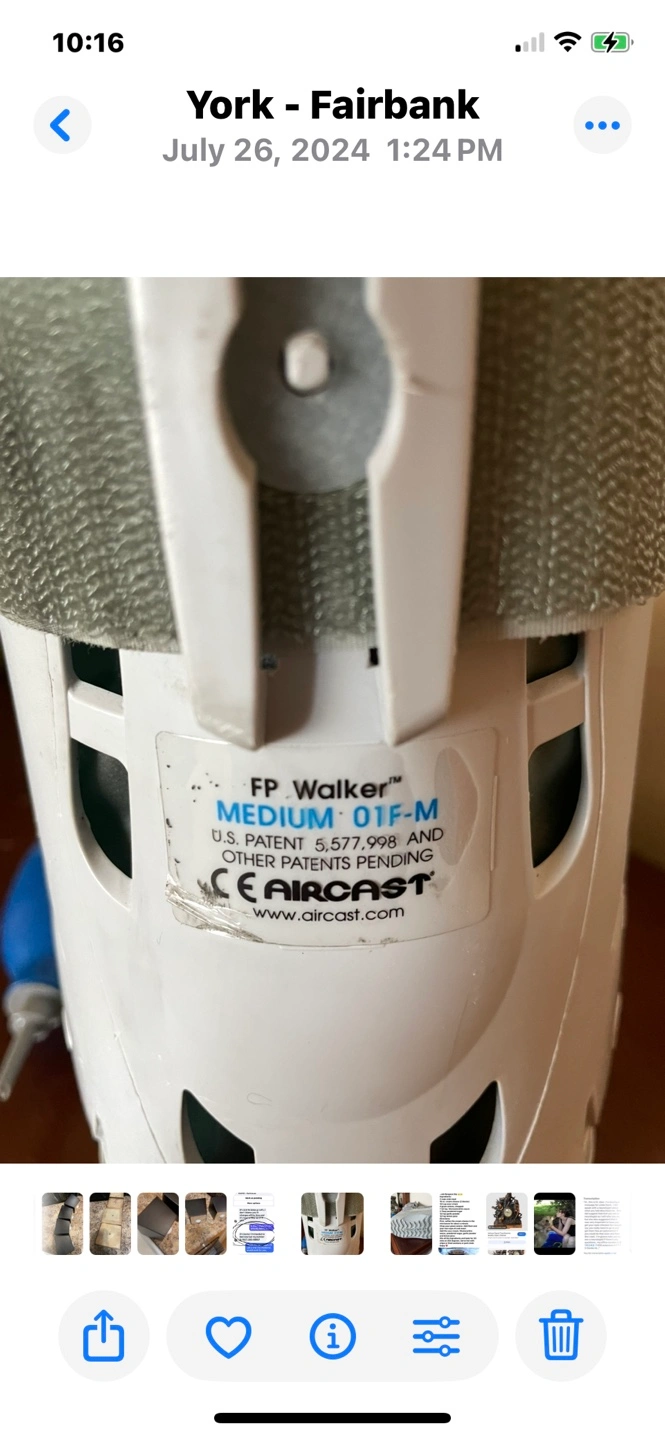 10:16
York - Fairbank
July 26, 2024 1:24 PM
FP Walker™
MEDIUM 01F-M
U.S. PATENT 5,577,998 AND
OTHER PATENTS PENDING
CE AIRCAST
www.aircast.com